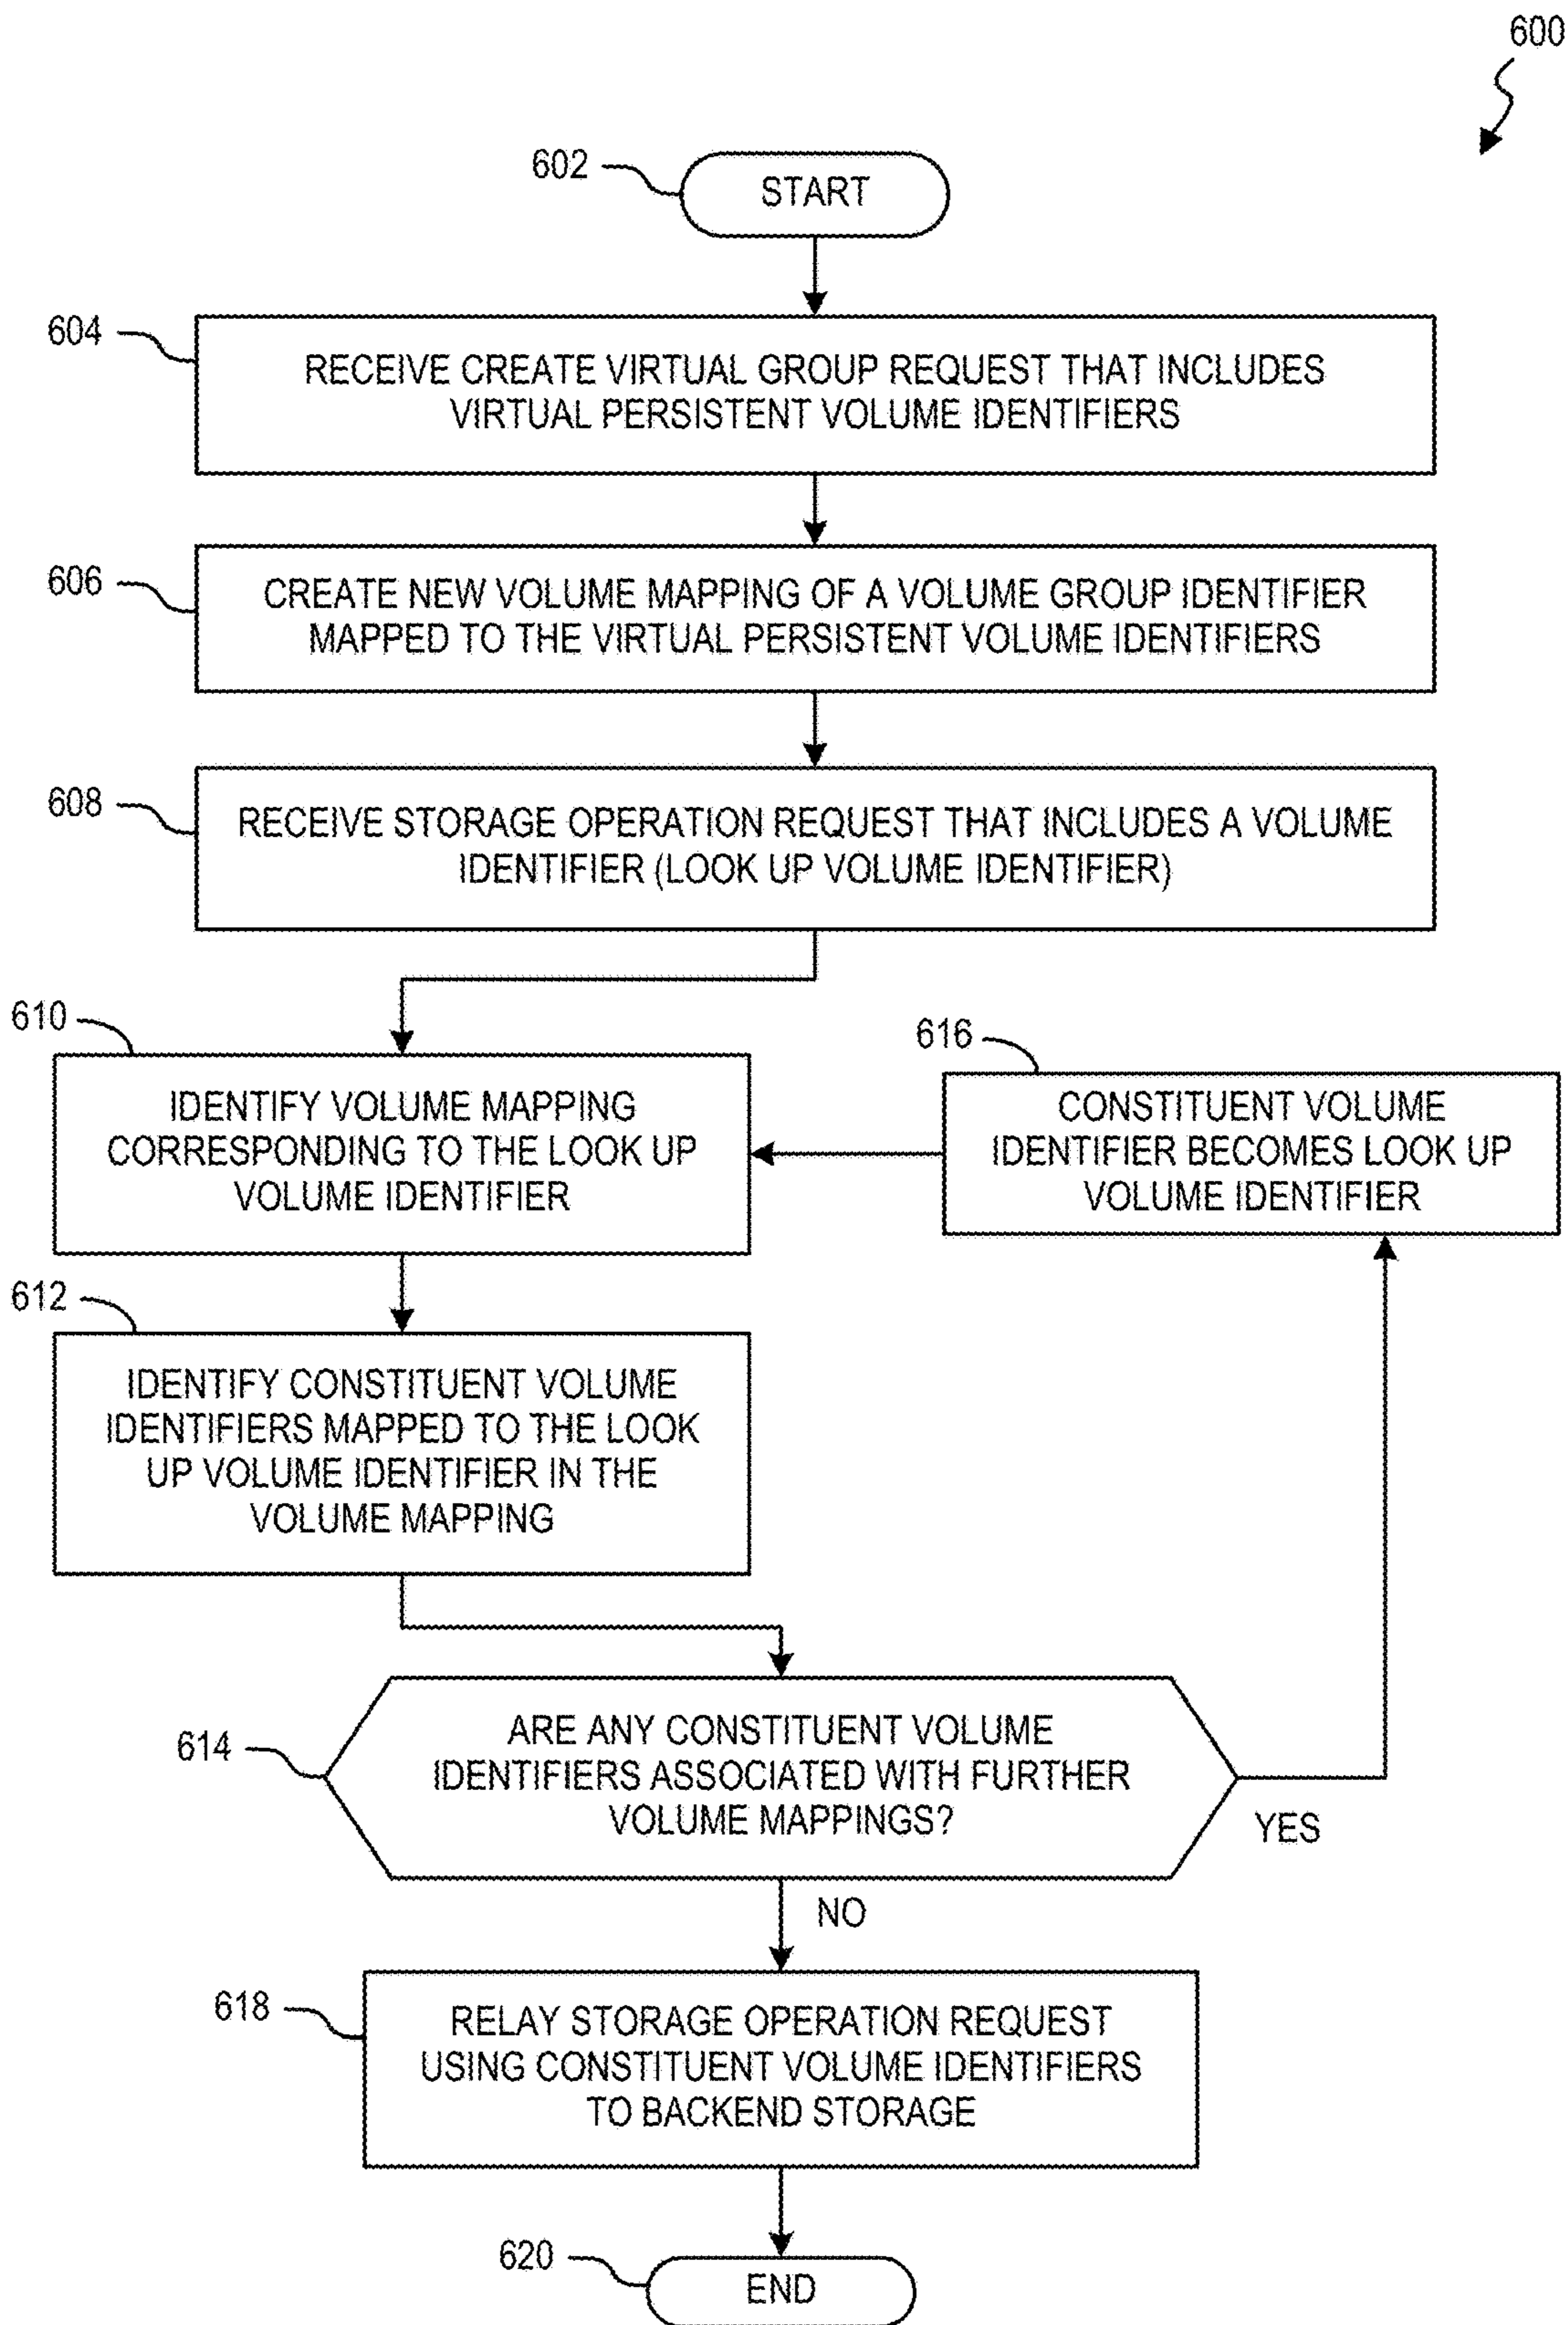 600
602
START
604
RECEIVE CREATE VIRTUAL GROUP REQUEST THAT INCLUDES
VIRTUAL PERSISTENT VOLUME IDENTIFIERS
606
CREATE NEW VOLUME MAPPING OF A VOLUME GROUP IDENTIFIER
MAPPED TO THE VIRTUAL PERSISTENT VOLUME IDENTIFIERS
608
RECEIVE STORAGE OPERATION REQUEST THAT INCLUDES A VOLUME
IDENTIFIER (LOOK UP VOLUME IDENTIFIER)
610
IDENTIFY VOLUME MAPPING
CORRESPONDING TO THE LOOK UP
VOLUME IDENTIFIER
616
CONSTITUENT VOLUME
IDENTIFIER BECOMES LOOK UP
VOLUME IDENTIFIER
612
IDENTIFY CONSTITUENT VOLUME
IDENTIFIERS MAPPED TO THE LOOK
UP VOLUME IDENTIFIER IN THE
VOLUME MAPPING
614
ARE ANY CONSTITUENT VOLUME
IDENTIFIERS ASSOCIATED WITH FURTHER
VOLUME MAPPINGS?
YES
NO
618
RELAY STORAGE OPERATION REQUEST
USING CONSTITUENT VOLUME IDENTIFIERS
TO BACKEND STORAGE
620
END